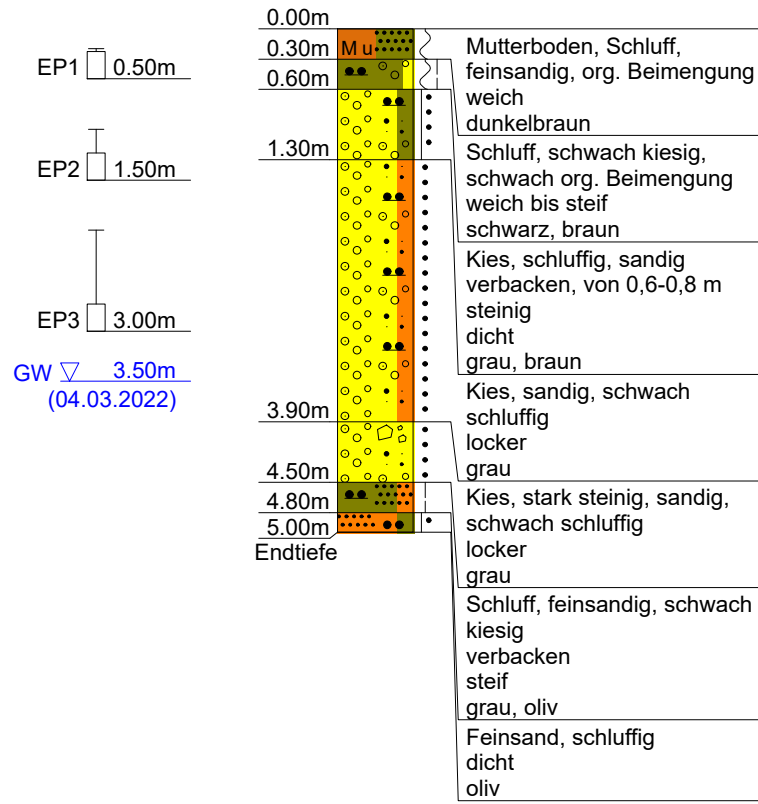 0.00m
0.30m
0.60m
1.30m
3.90m
4.50m
4.80m
5.00m
Endtiefe
EP1 0.50m
EP2 1.50m
EP3 3.00m
GW 3.50m
(04.03.2022)
Mu
Mutterboden, Schluff,
feinsandig, org. Beimengung
weich
dunkelbraun
Schluff, schwach kiesig,
schwach org. Beimengung
weich bis steif
schwarz, braun
Kies, schluffig, sandig
verbacken, von 0,6-0,8 m
steinig
dicht
grau, braun
Kies, sandig, schwach
schluffig
locker
grau
Kies, stark steinig, sandig,
schwach schluffig
locker
grau
Schluff, feinsandig, schwach
kiesig
verbacken
steif
grau, oliv
Feinsand, schluffig
dicht
oliv